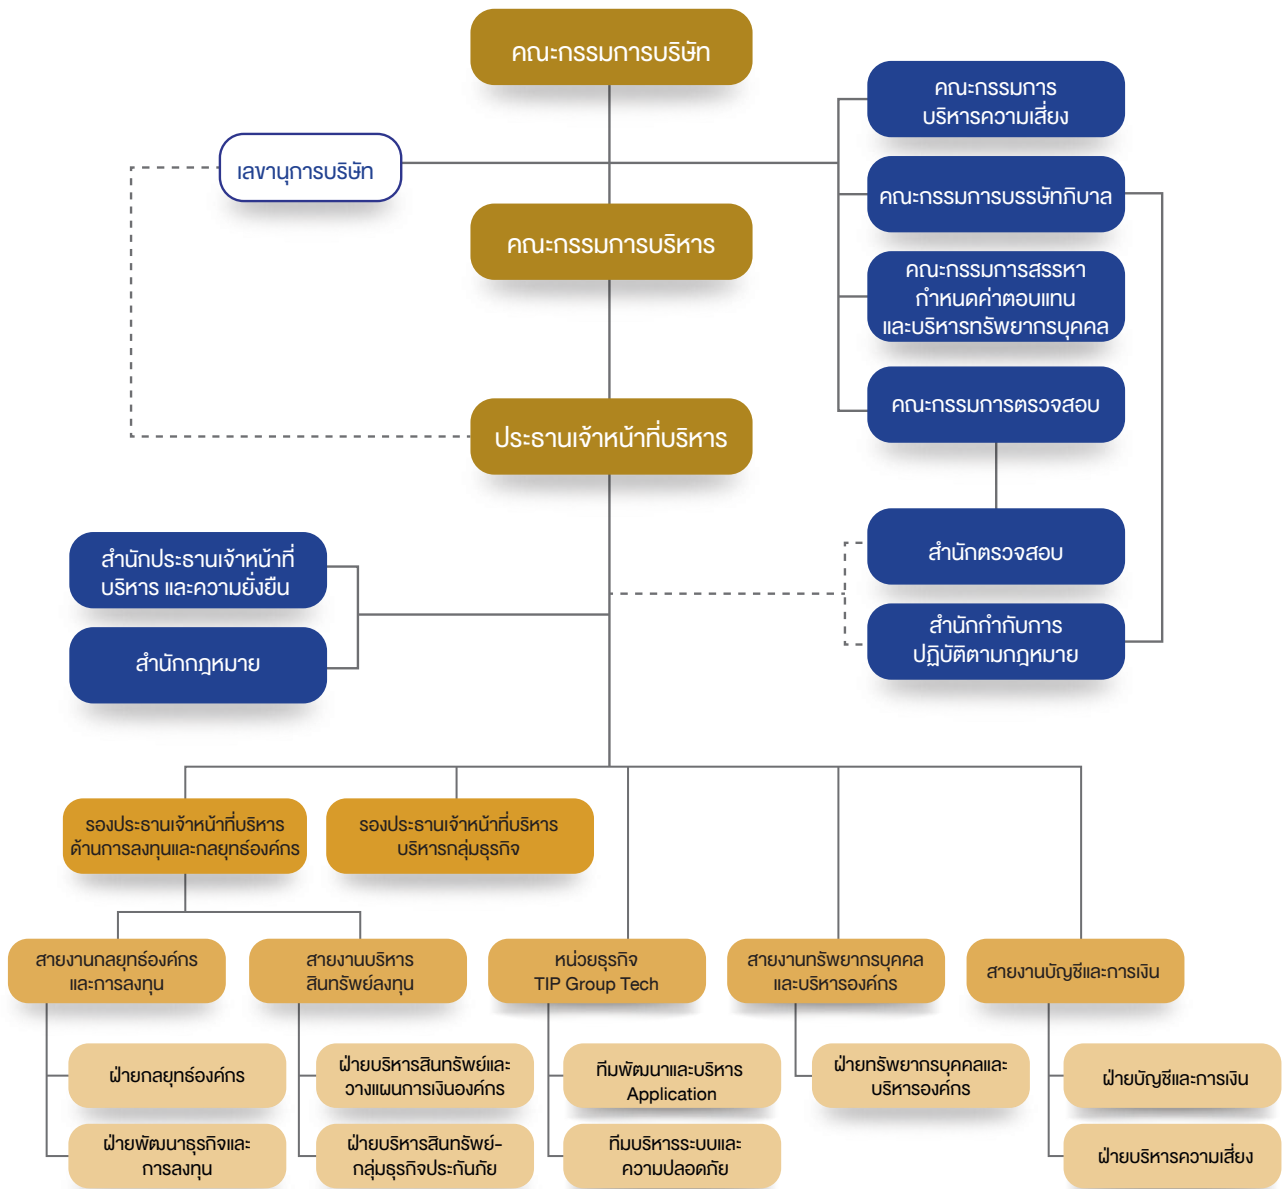 คณะกรรมการบริษัท
คณะกรรมการ
บริหารความเสี่ยง
เลขานุการบริษัท
คณะกรรมการบรรษัทภิบาล
คณะกรรมการบริหาร
คณะกรรมการสรรหา
กำหนดค่าตอบแทน
และบริหารทรัพยากรบุคคล
คณะกรรมการตรวจสอบ
ประธานเจ้าหน้าที่บริหาร
สำนักประธานเจ้าหน้าที่
บริหาร และความยั่งยืน
สำนักตรวจสอบ
สำนักกฎหมาย
สำนักกำกับการ
ปฏิบัติตามกฎหมาย
รองประธานเจ้าหน้าที่บริหาร
ด้านการลงทุนและกลยุทธ์องค์กร
รองประธานเจ้าหน้าที่บริหาร
บริหารกลุ่มธุรกิจ
สายงานกลยุทธ์องค์กร
และการลงทุน
สายงานบริหาร
สินทรัพย์ลงทุน
หน่วยธุรกิจ
TIP Group Tech
สายงานทรัพยากรบุคคล
และบริหารองค์กร
สายงานบัญชีและการเงิน
ฝ่ายกลยุทธ์องค์กร
ฝ่ายบริหารสินทรัพย์และ
วางแผนการเงินองค์กร
ทีมพัฒนาและบริหาร
Application
ฝ่ายทรัพยากรบุคคลและ
บริหารองค์กร
ฝ่ายบัญชีและการเงิน
ฝ่ายพัฒนาธุรกิจและ
การลงทุน
ฝ่ายบริหารสินทรัพย์-
กลุ่มธุรกิจประกันภัย
ทีมบริหารระบบและ
ความปลอดภัย
ฝ่ายบริหารความเสี่ยง